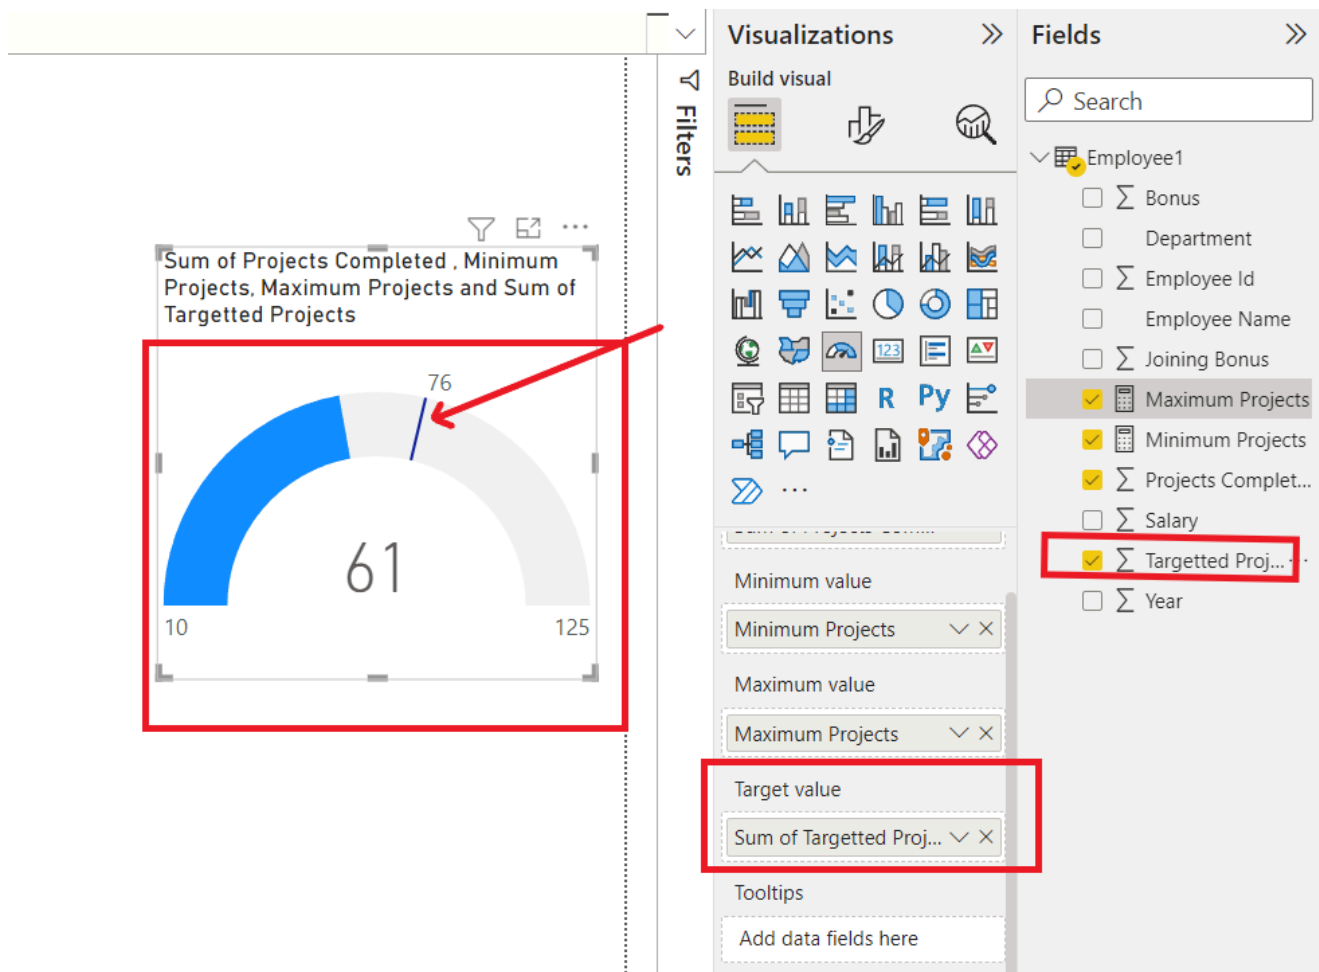 Sum of Projects Completed , Minimum
Projects, Maximum Projects and Sum of
Targetted Projects
76
61
10
125
Filters
Visualizations
Build visual
123
R
Py
Minimum value
Minimum Projects
Maximum value
Maximum Projects
Target value
Sum of Targetted Proj...
Tooltips
Add data fields here
Fields
Search
Employee1
Bonus
Department
Employee Id
Employee Name
Joining Bonus
Maximum Projects
Minimum Projects
Projects Complet...
Salary
Targetted Proj...
Year